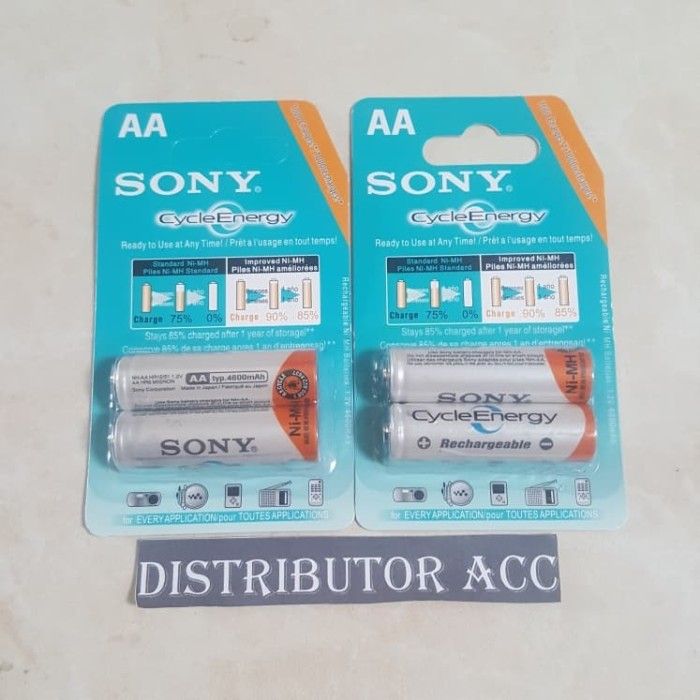 AA
SONY®
CycleEnergy
Ready to Use at Any Time! / Prêt à l'usage en tout temps!
Standard Ni-MH
Piles Ni-MH Standard
Improved Ni-MH
Piles Ni-MH améliorées
Charge 75% 0%
Charge 90% 85%
Stays 85% charged after 1 year of storage!**
AA typ.4600mAh
Sony Corporation Made in Japan /
Ni-MH
SONY
for EVERY APPLICATION/pour TOUTES APPLICATIONS
AA
SONY®
CycleEnergy
Ready to Use at Any Time! / Prêt à l'usage en tout temps!
Standard Ni-MH
Piles Ni-MH Standard
Improved Ni-MH
Piles Ni-MH améliorées
Charge 75% 0%
Charge 90% 85%
Stays 85% charged after 1 year of storage!**
SONY
Ni-MH
CycleEnergy
+ Rechargeable −
for EVERY APPLICATION/pour TOUTES APPLICATIONS
DISTRIBUTOR ACC